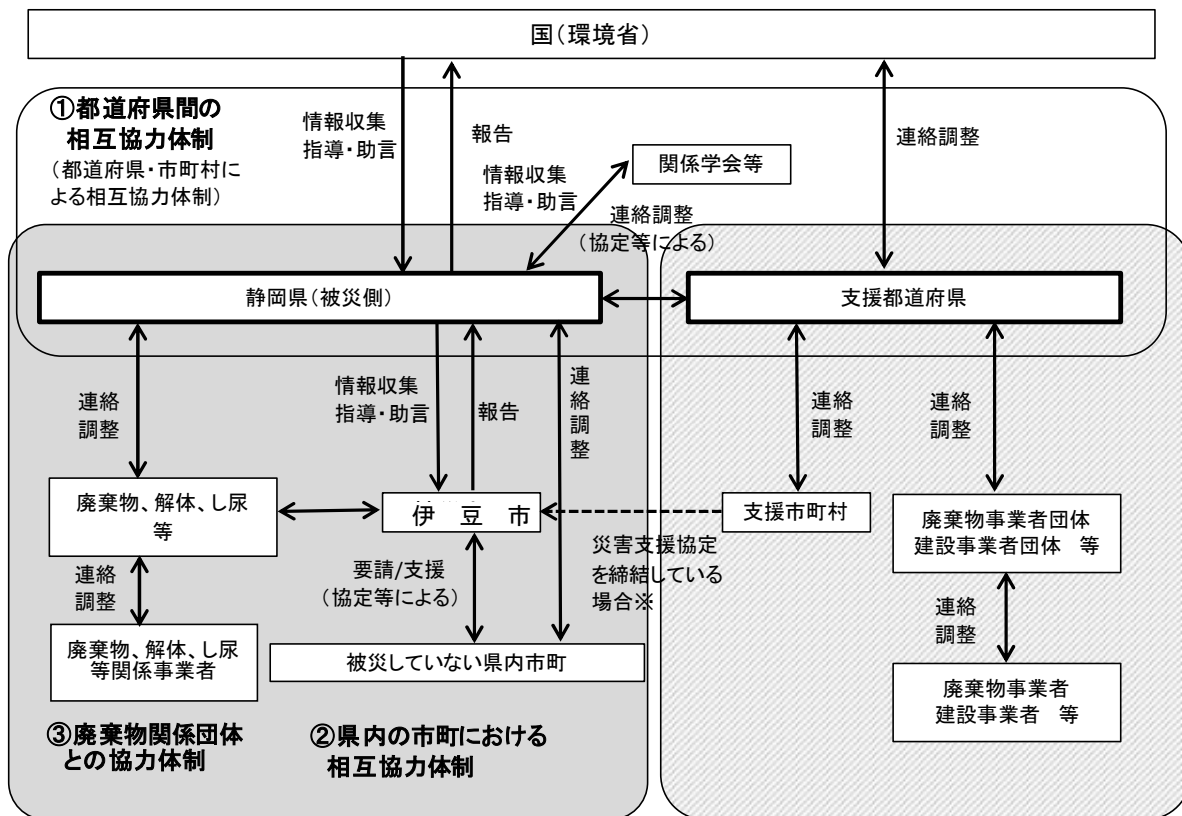 国（環境省）
①都道府県間の
相互協力体制
（都道府県・市町村に
よる相互協力体制）
情報収集
指導・助言
報告
情報収集
指導・助言
関係学会等
連絡調整
連絡調整
（協定等による）
静岡県（被災側）
支援都道府県
連絡
調整
情報収集
指導・助言
報告
連
絡
調
整
連絡
調整
連絡
調整
廃棄物、解体、し尿
等
伊　豆　市
支援市町村
廃棄物事業者団体
建設事業者団体　等
災害支援協定
を締結している
場合※
連絡
調整
要請/支援
（協定等による）
連絡
調整
廃棄物、解体、し尿
等関係事業者
被災していない県内市町
廃棄物事業者
建設事業者　等
③廃棄物関係団体
との協力体制
②県内の市町における
相互協力体制